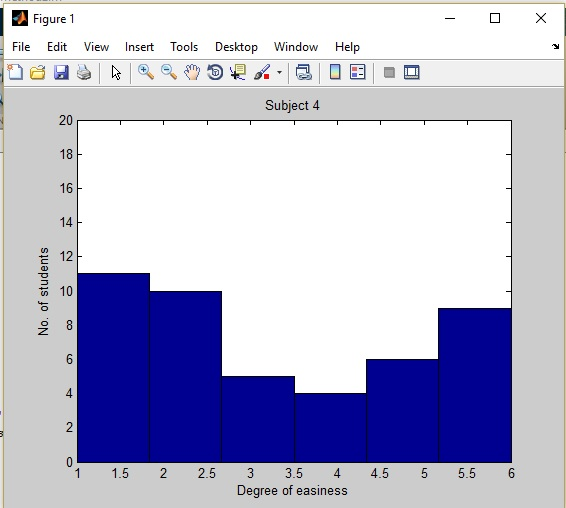 Figure 1
File Edit View Insert Tools Desktop Window Help
Subject 4
20
18
16
14
12
10
8
6
4
2
0
No. of students
1 1.5 2 2.5 3 3.5 4 4.5 5 5.5 6
Degree of easiness